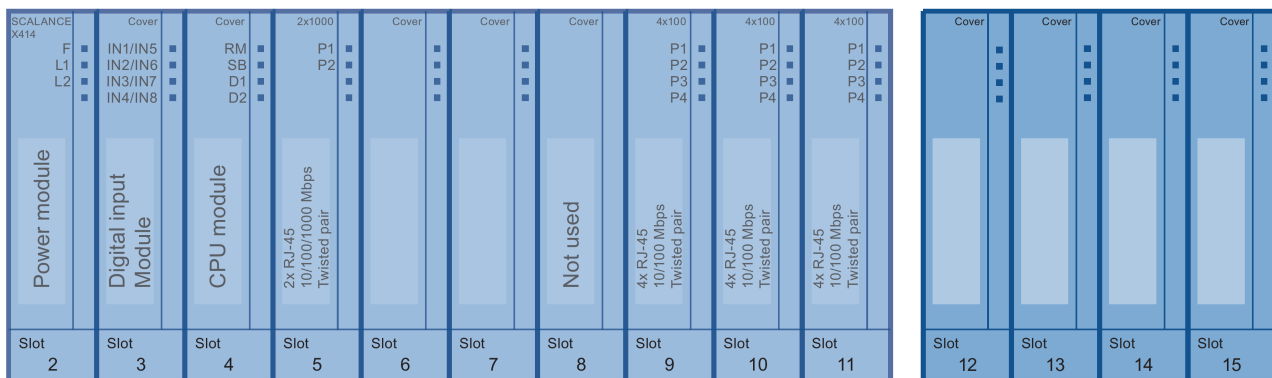 SCALANCE
X414
F
L1
L2
Power module
Slot
2
Cover
IN1/IN5
IN2/IN6
IN3/IN7
IN4/IN8
Digital input
Module
Slot
3
Cover
RM
SB
D1
D2
CPU module
Slot
4
2x1000
P1
P2
2x RJ-45
10/100/1000 Mbps
Twisted pair
Slot
5
Cover
Slot
6
Cover
Slot
7
Cover
Not used
Slot
8
4x100
P1
P2
P3
P4
4x RJ-45
10/100 Mbps
Twisted pair
Slot
9
4x100
P1
P2
P3
P4
4x RJ-45
10/100 Mbps
Twisted pair
Slot
10
4x100
P1
P2
P3
P4
4x RJ-45
10/100 Mbps
Twisted pair
Slot
11
Cover
Slot
12
Cover
Slot
13
Cover
Slot
14
Cover
Slot
15